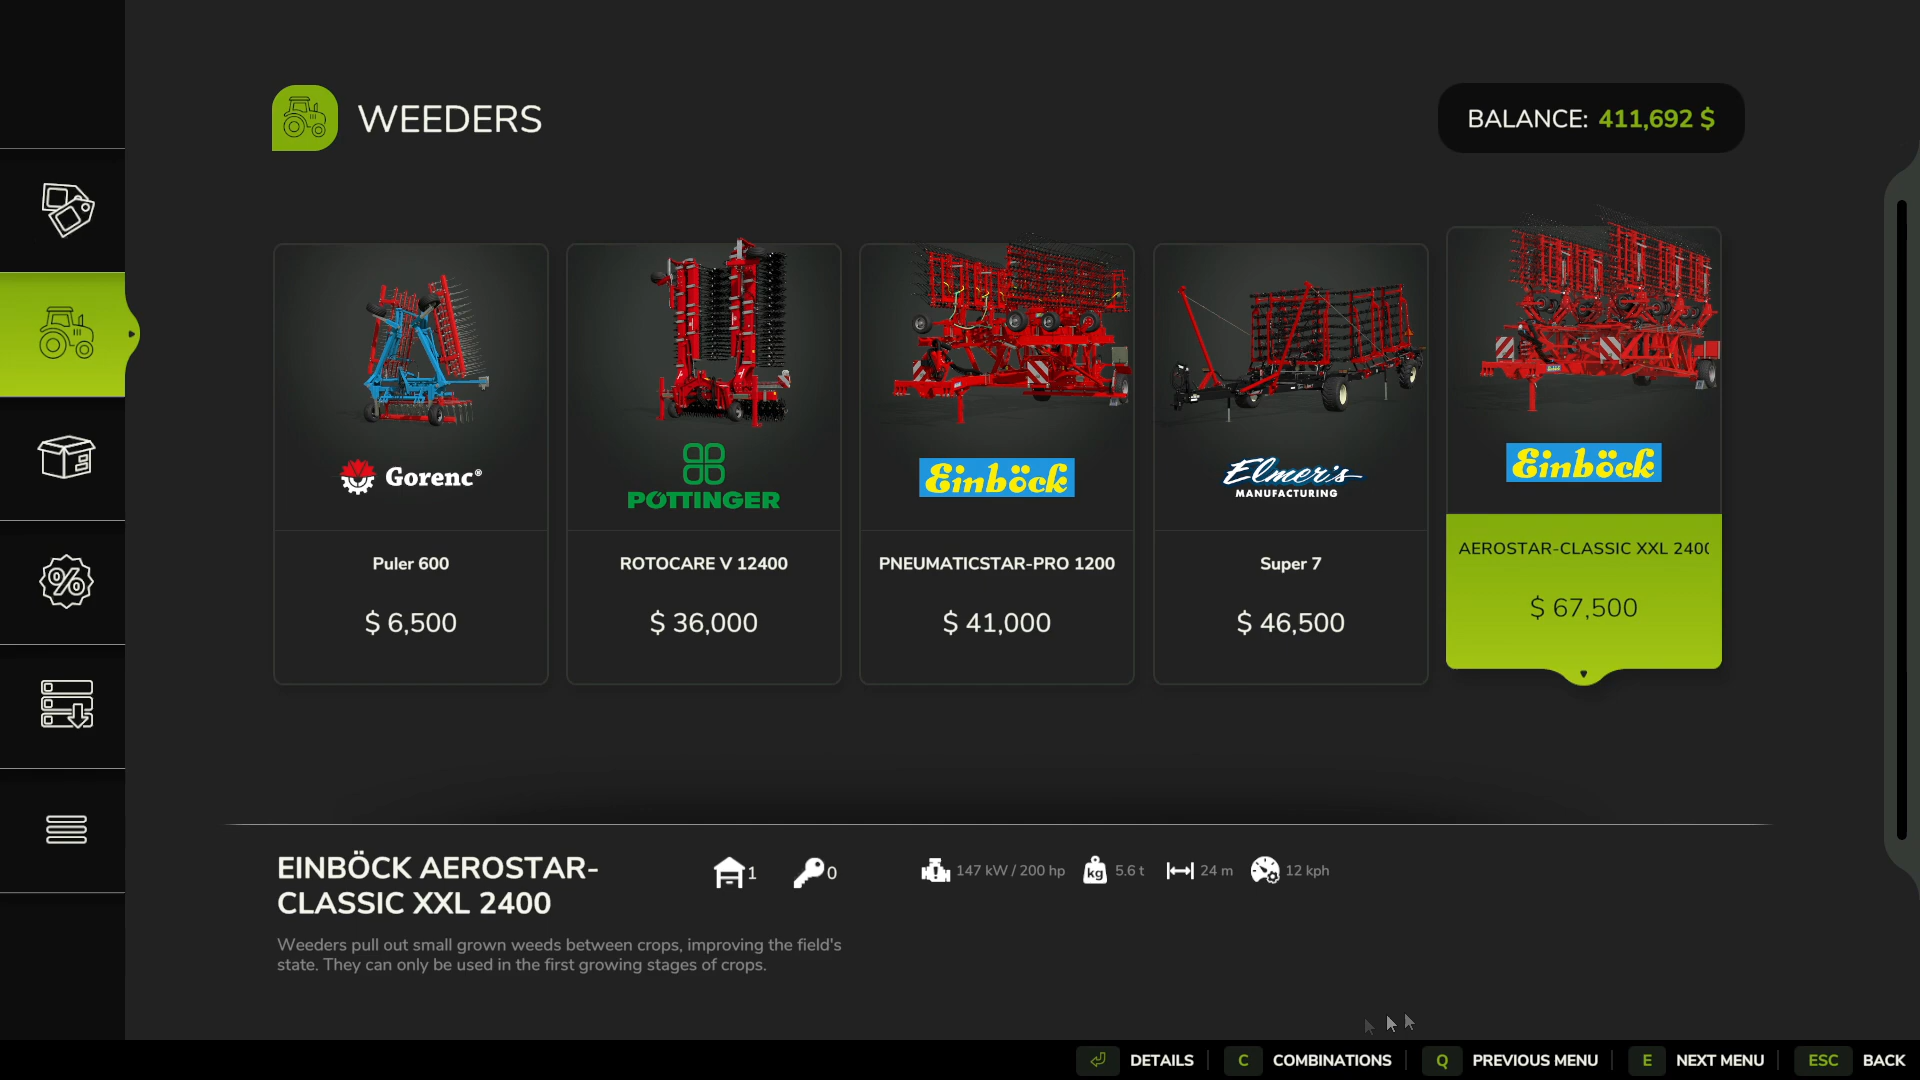 WEEDERS
BALANCE: 411,692 $
Gorenc®
PÖTTINGER
Einböck
Elmer's
MANUFACTURING
Einböck
Puler 600
ROTOCARE V 12400
PNEUMATICSTAR-PRO 1200
Super 7
AEROSTAR-CLASSIC XXL 2400
$ 6,500
$ 36,000
$ 41,000
$ 46,500
$ 67,500
EINBÖCK AEROSTAR-
CLASSIC XXL 2400
1
0
147 kW / 200 hp
kg
5.6 t
24 m
12 kph
Weeders pull out small grown weeds between crops, improving the field's
state. They can only be used in the first growing stages of crops.
DETAILS
C COMBINATIONS
Q PREVIOUS MENU
E NEXT MENU
ESC BACK